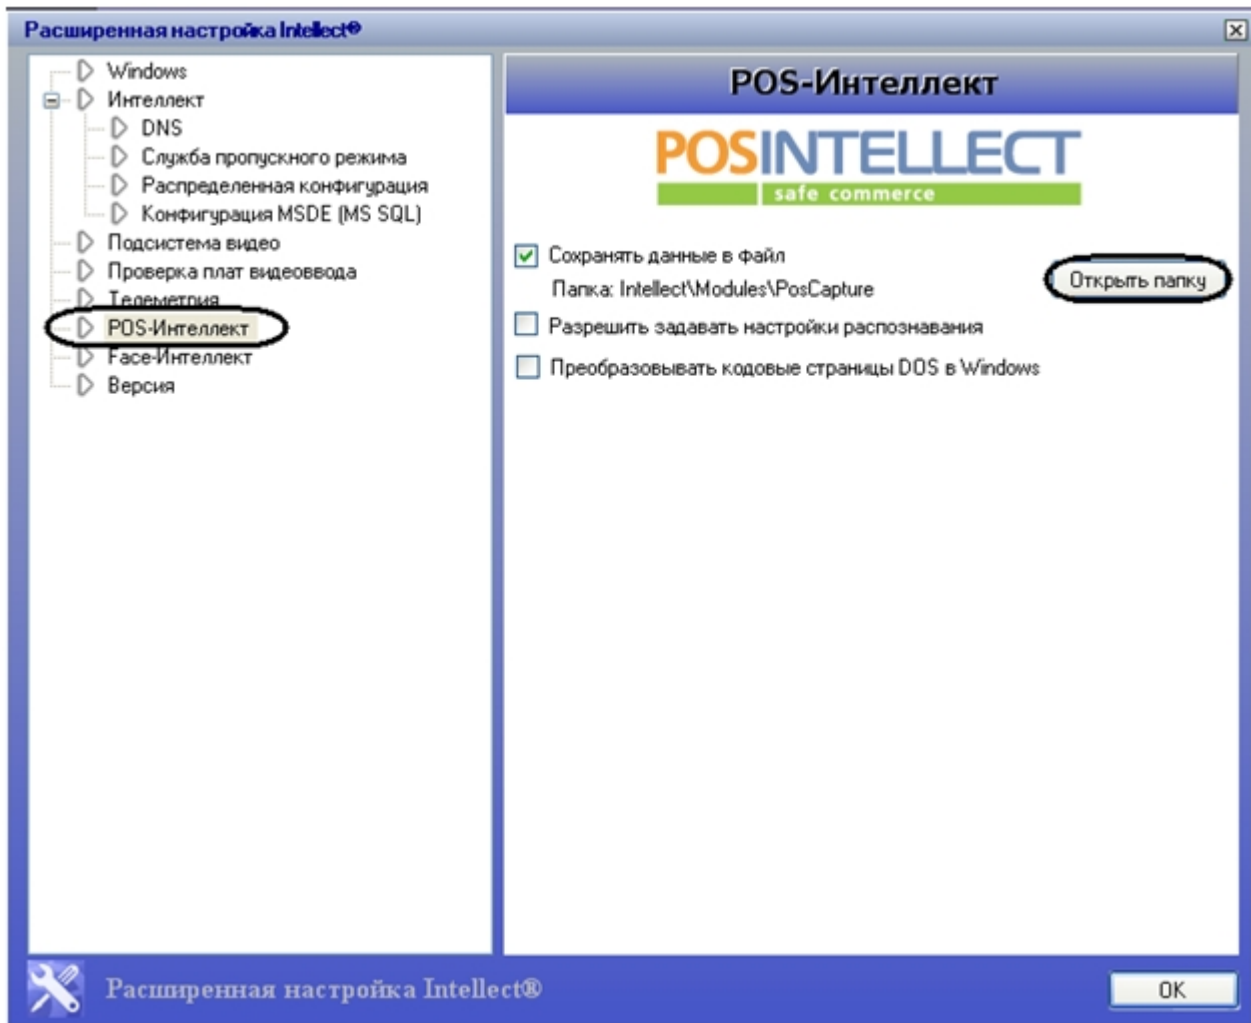 Расширенная настройка Intellect®
Windows
Интеллект
DNS
Служба пропускного режима
Распределенная конфигурация
Конфигурация MSDE (MS SQL)
Подсистема видео
Проверка плат видеоввода
Телеметрия
POS-Интеллект
Face-Интеллект
Версия
POS-Интеллект
POSINTELLECT
safe commerce
Сохранять данные в файл
Папка: Intellect\Modules\PosCapture
Открыть папку
Разрешить задавать настройки распознавания
Преобразовывать кодовые страницы DOS в Windows
Расширенная настройка Intellect®
OK